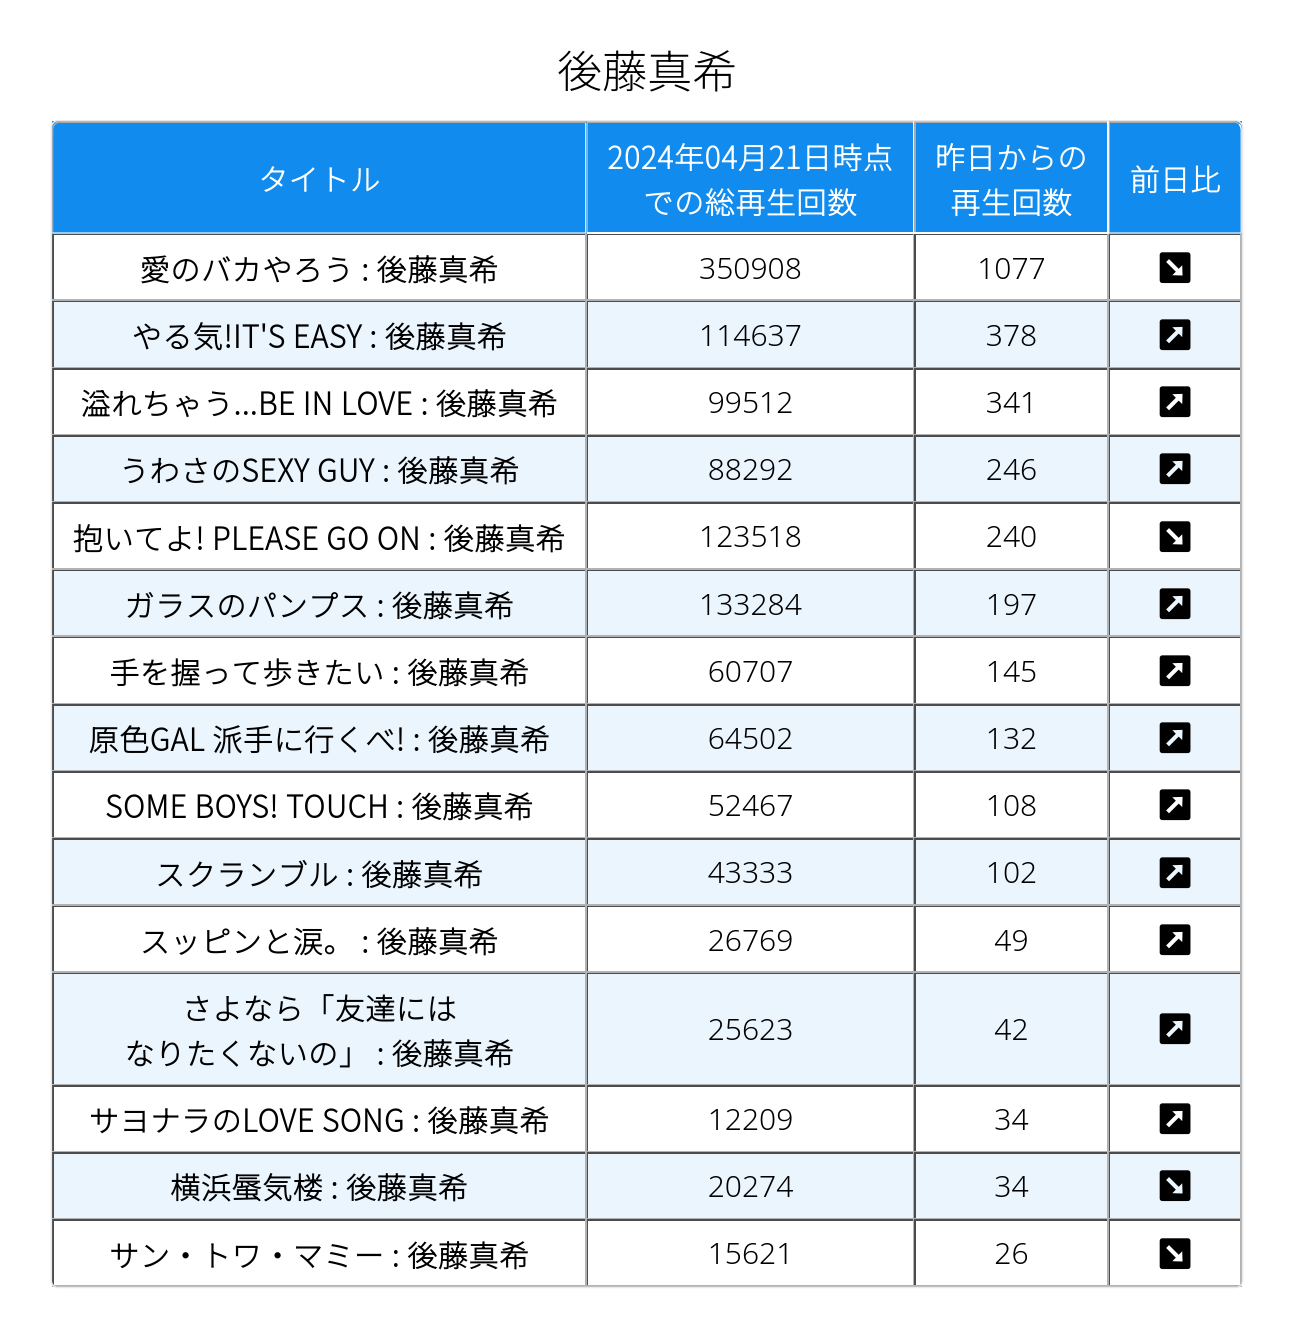 後藤真希
タイトル
2024年04月21日時点
での総再生回数
昨日からの
再生回数
前日比
愛のバカやろう : 後藤真希 350908 1077 ↘
やる気!IT'S EASY : 後藤真希 114637 378 ↗
溢れちゃう...BE IN LOVE : 後藤真希 99512 341 ↗
うわさのSEXY GUY : 後藤真希 88292 246 ↗
抱いてよ! PLEASE GO ON : 後藤真希 123518 240 ↘
ガラスのパンプス : 後藤真希 133284 197 ↗
手を握って歩きたい : 後藤真希 60707 145 ↗
原色GAL 派手に行くべ! : 後藤真希 64502 132 ↗
SOME BOYS! TOUCH : 後藤真希 52467 108 ↗
スクランブル : 後藤真希 43333 102 ↗
スッピンと涙。 : 後藤真希 26769 49 ↗
さよなら「友達には
なりたくないの」 : 後藤真希 25623 42 ↗
サヨナラのLOVE SONG : 後藤真希 12209 34 ↗
横浜蜃気楼 : 後藤真希 20274 34 ↘
サン・トワ・マミー : 後藤真希 15621 26 ↘